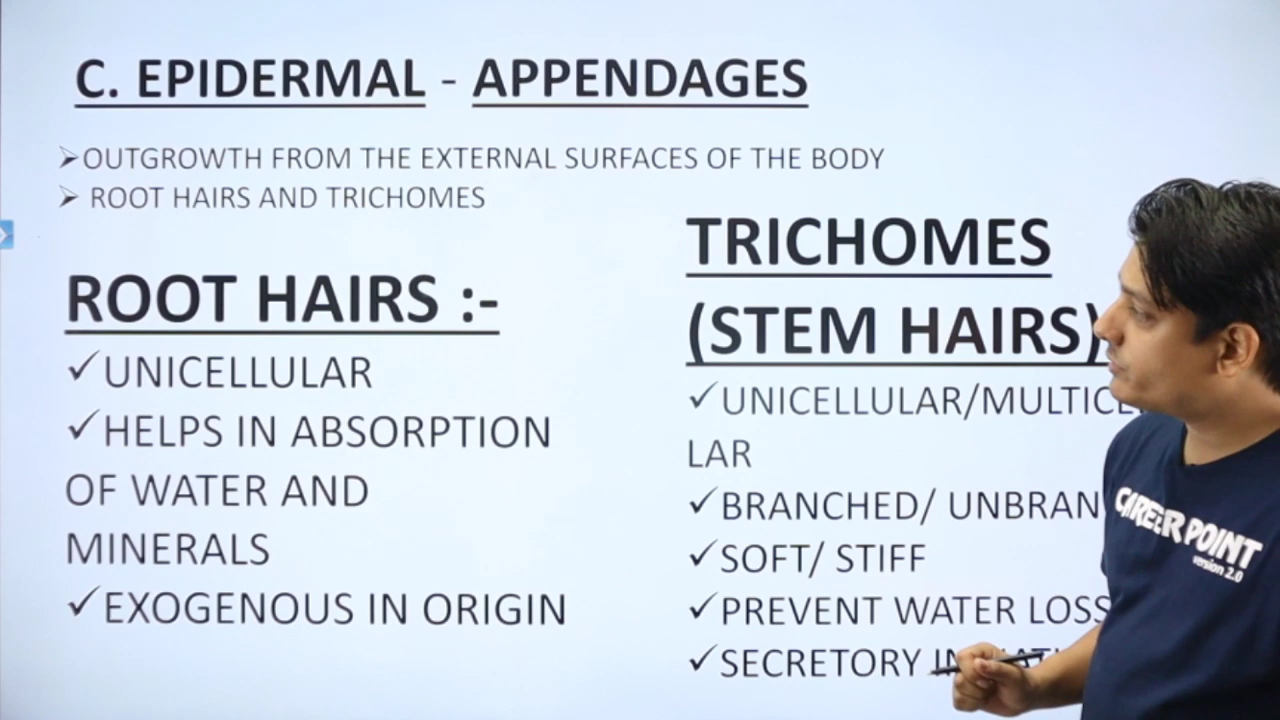 C. EPIDERMAL - APPENDAGES
➢OUTGROWTH FROM THE EXTERNAL SURFACES OF THE BODY
➢ ROOT HAIRS AND TRICHOMES
ROOT HAIRS :-
✓UNICELLULAR
✓HELPS IN ABSORPTION
OF WATER AND
MINERALS
✓EXOGENOUS IN ORIGIN
TRICHOMES
(STEM HAIRS)
✓UNICELLULAR/
LAR
✓BRANCHED/
✓SOFT/ STIFF
✓PREVENT WATER LOSS
✓SECRETORY IN
CAREER POINT
version 2.0